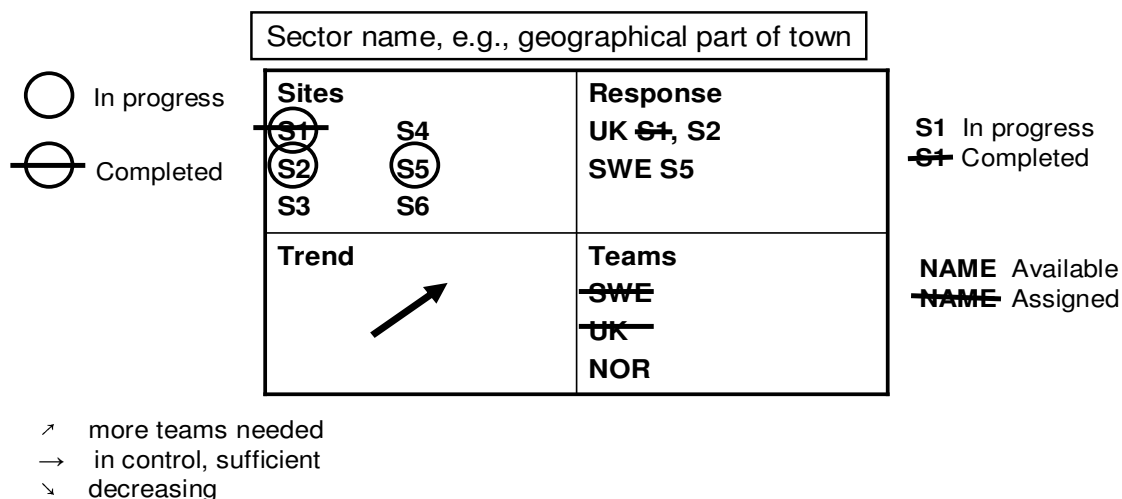 Sector name, e.g., geographical part of town
In progress
Completed
Sites
S1 S4
S2 S5
S3 S6
Response
UK S1, S2
SWE S5
S1 In progress
S1 Completed
Trend
Teams
SWE
UK
NOR
NAME Available
NAME Assigned
↗ more teams needed
→ in control, sufficient
↘ decreasing